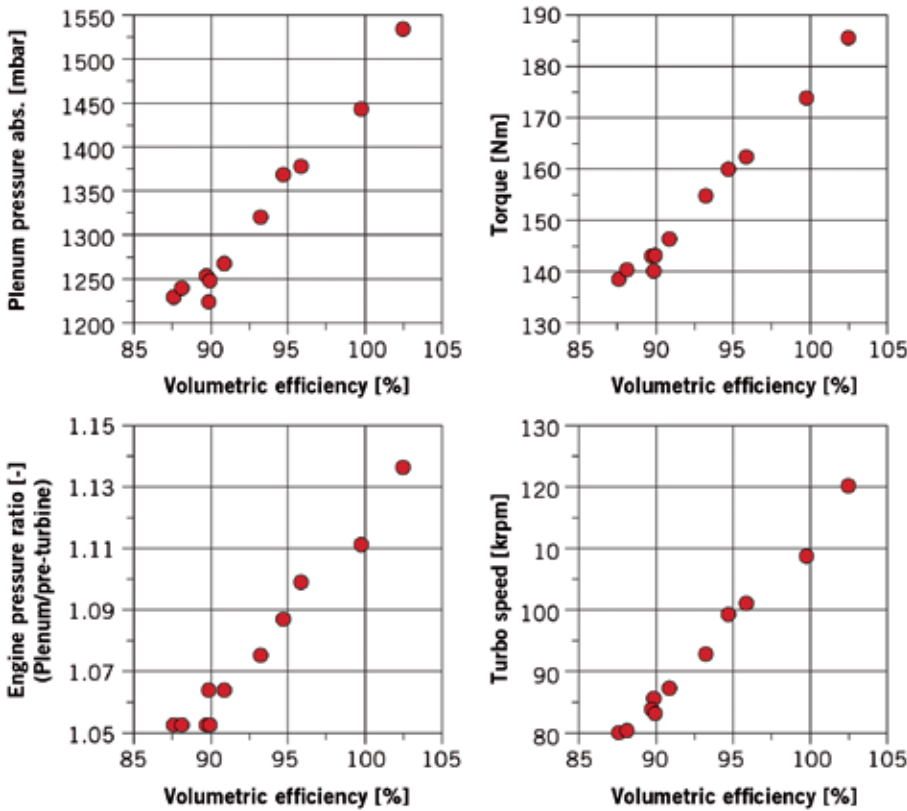 Plenum pressure abs. [mbar]
1550
1500
1450
1400
1350
1300
1250
1200
85 90 95 100 105
Volumetric efficiency [%]
Torque [Nm]
190
180
170
160
150
140
130
85 90 95 100 105
Volumetric efficiency [%]
Engine pressure ratio [-]
(Plenum/pre-turbine)
1.15
1.13
1.11
1.09
1.07
1.05
85 90 95 100 105
Volumetric efficiency [%]
Turbo speed [krpm]
130
120
10
100
85
80
85 90 95 100 105
Volumetric efficiency [%]